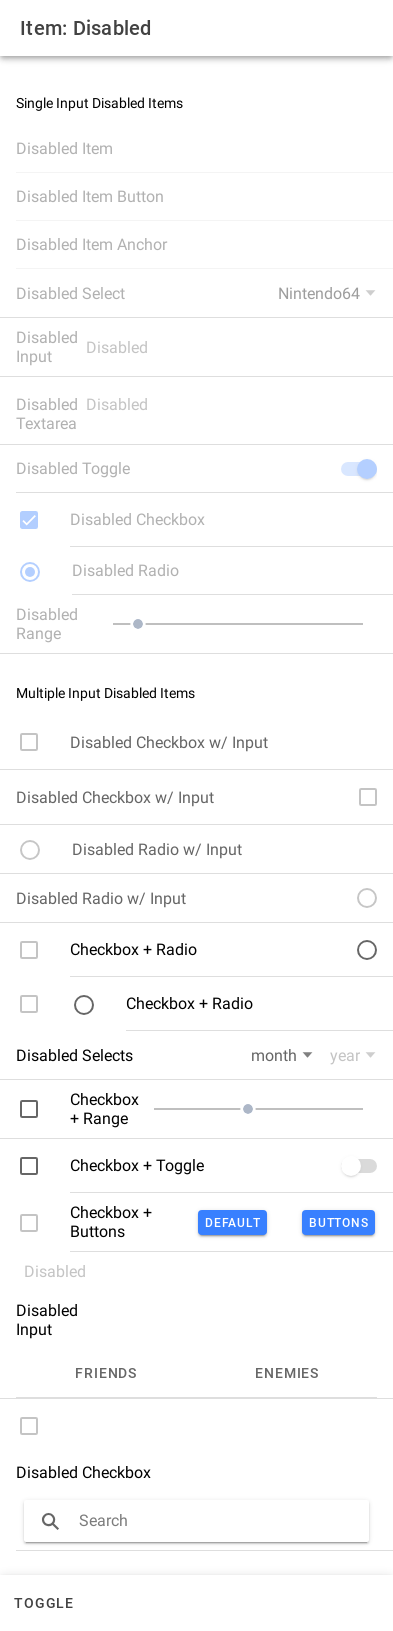 Item: Disabled
Single Input Disabled Items
Disabled Item
Disabled Item Button
Disabled Item Anchor
Disabled Select Nintendo64
Disabled
Input
Disabled
Disabled
Textarea
Disabled
Disabled Toggle
Disabled Checkbox
Disabled Radio
Disabled
Range
Multiple Input Disabled Items
Disabled Checkbox w/ Input
Disabled Checkbox w/ Input
Disabled Radio w/ Input
Disabled Radio w/ Input
Checkbox + Radio
Checkbox + Radio
Disabled Selects month year
Checkbox
+ Range
Checkbox + Toggle
Checkbox +
Buttons
DEFAULT BUTTONS
Disabled
Disabled
Input
FRIENDS ENEMIES
Disabled Checkbox
Search
TOGGLE